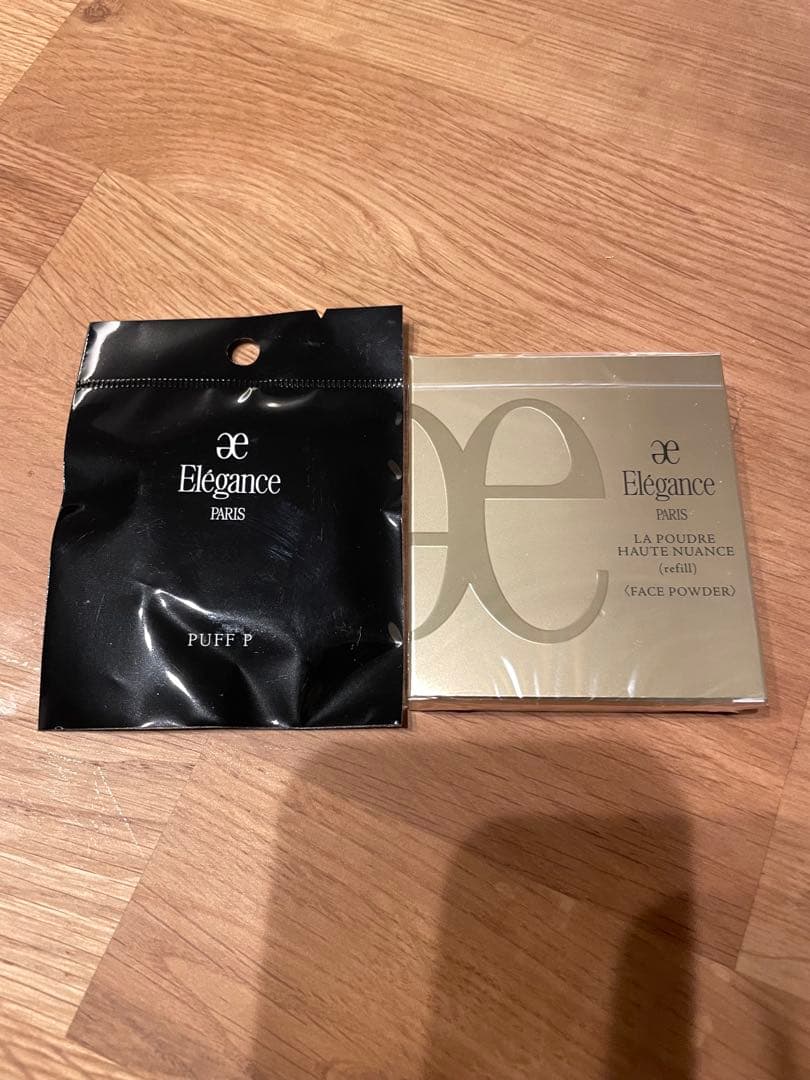 æ
Elégance
PARIS
PUFF P
æ
æ
Elégance
PARIS
LA POUDRE
HAUTE NUANCE
(refill)
〈FACE POWDER〉